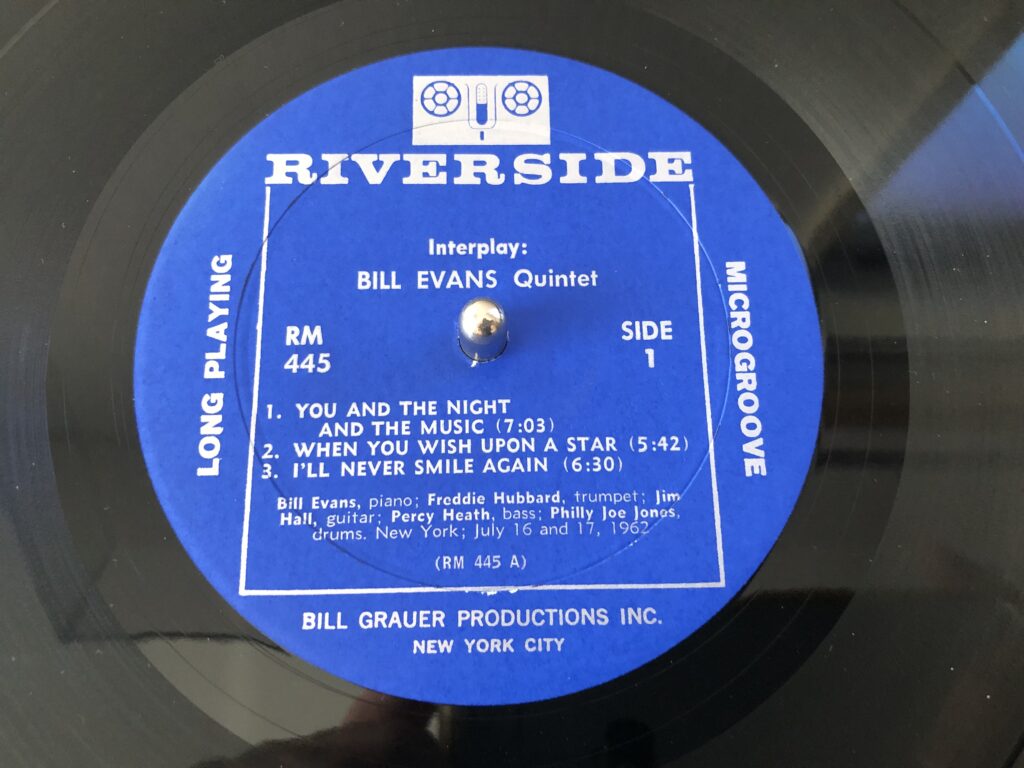 RIVERSIDE
Interplay:
BILL EVANS Quintet
RM
445
SIDE
1
LONG PLAYING
MICROGROOVE
1. YOU AND THE NIGHT
AND THE MUSIC (7:03)
2. WHEN YOU WISH UPON A STAR (5:42)
3. I'LL NEVER SMILE AGAIN (6:30)
Bill Evans, piano; Freddie Hubbard, trumpet; Jim
Hall, guitar; Percy Heath, bass; Philly Joe Jones,
drums. New York; July 16 and 17, 1962
(RM 445 A)
BILL GRAUER PRODUCTIONS INC.
NEW YORK CITY